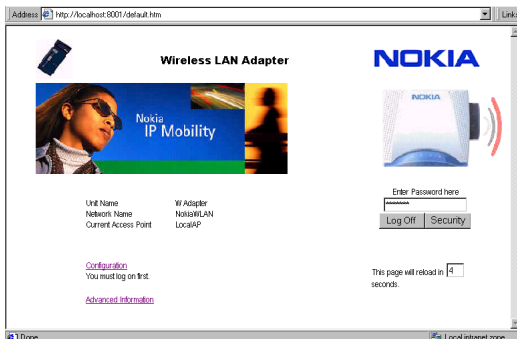 Address http://localhost:8001/default.htm Links
Wireless LAN Adapter
NOKIA
Nokia
IP Mobility
NOKIA
Enter Password here
********
Log Off Security
Unit Name W Adapter
Network Name NokiaWLAN
Current Access Point LocalAP
Configuration
You must log on first.
This page will reload in 4
seconds.
Advanced Information
Done Local intranet zone